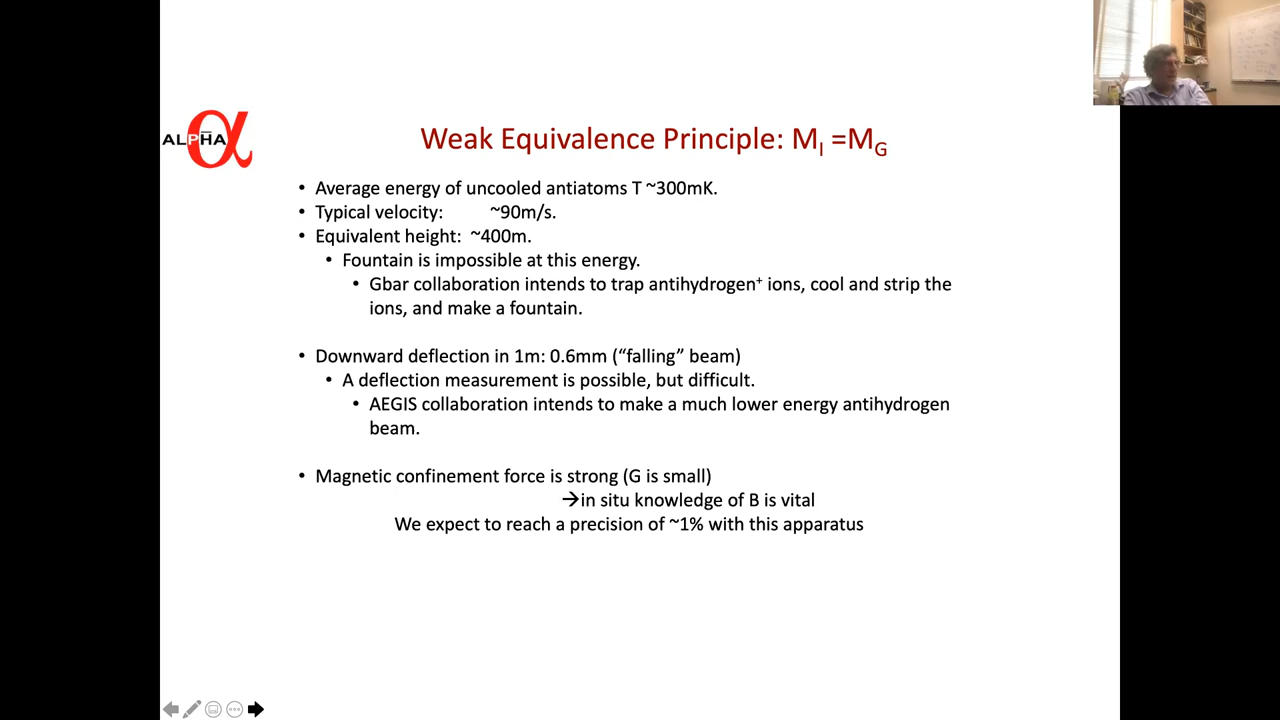 ALPHA
α
Weak Equivalence Principle: M_I =M_G
• Average energy of uncooled antiatoms T ~300mK.
• Typical velocity: ~90m/s.
• Equivalent height: ~400m.
• Fountain is impossible at this energy.
• Gbar collaboration intends to trap antihydrogen⁺ ions, cool and strip the
ions, and make a fountain.
• Downward deflection in 1m: 0.6mm (“falling” beam)
• A deflection measurement is possible, but difficult.
• AEGIS collaboration intends to make a much lower energy antihydrogen
beam.
• Magnetic confinement force is strong (G is small)
→in situ knowledge of B is vital
We expect to reach a precision of ~1% with this apparatus